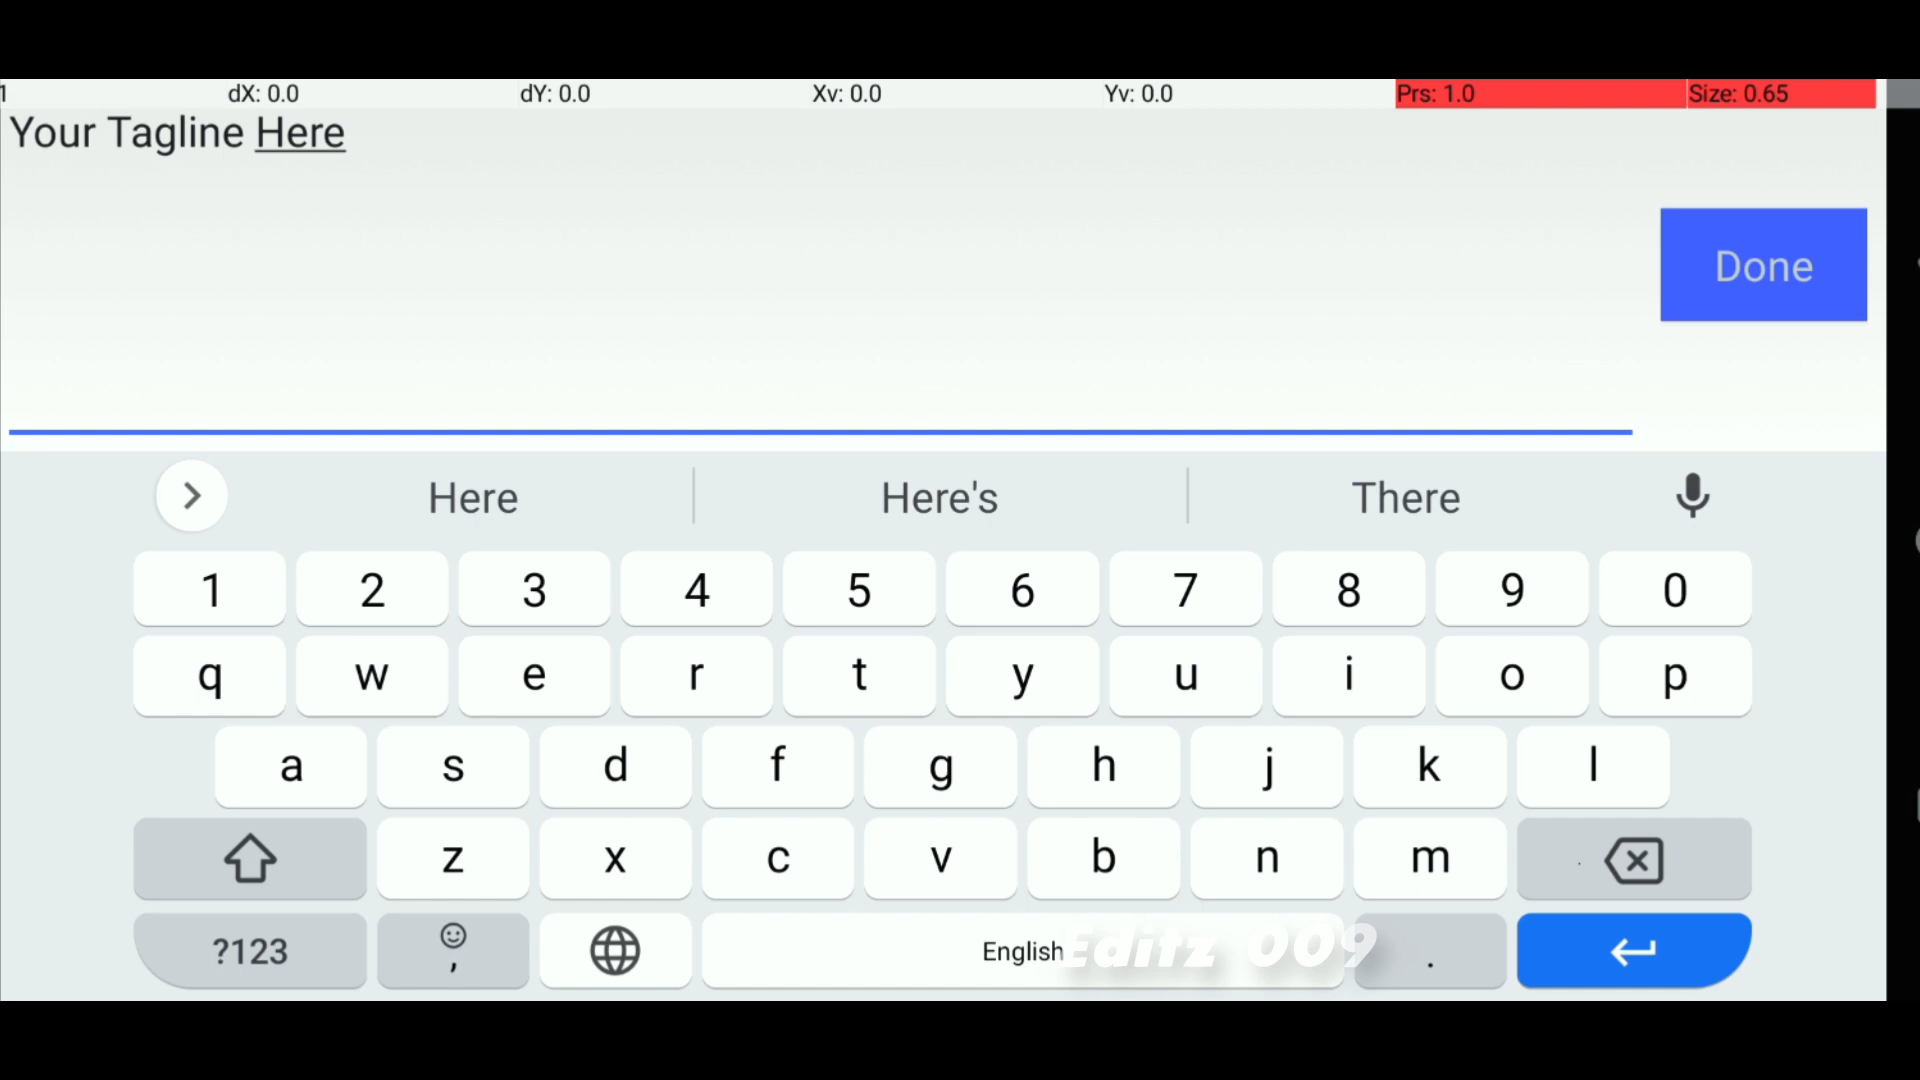 1 dX: 0.0 dY: 0.0 Xv: 0.0 Yv: 0.0 Prs: 1.0 Size: 0.65
Your Tagline Here
Done
Here Here's There
1 2 3 4 5 6 7 8 9 0
q w e r t y u i o p
a s d f g h j k l
z x c v b n m
?123 , English .
Editz 009